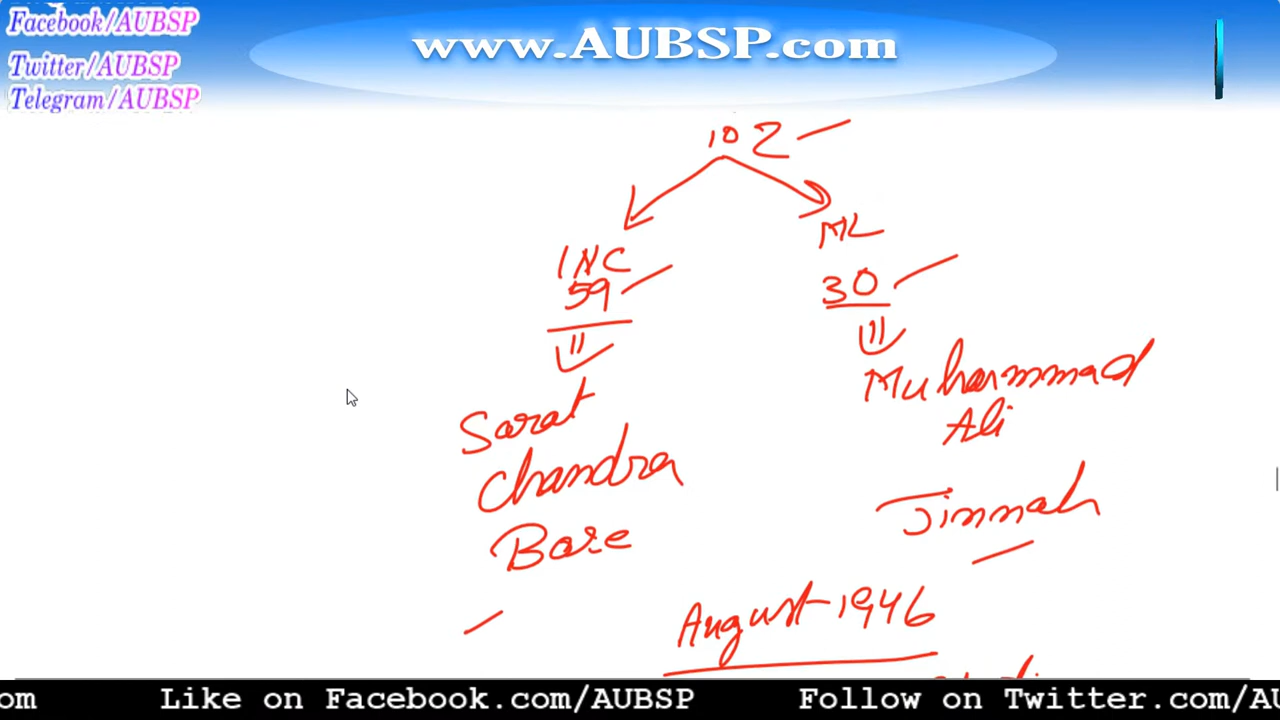 Facebook/AUBSP
Twitter/AUBSP
Telegram/AUBSP
www.AUBSP.com
102
INC
59
ML
30
Sarat
Chandra
Bose
Muhammad
Ali
Jinnah
August 1946
om Like on Facebook.com/AUBSP Follow on Twitter.com/AU